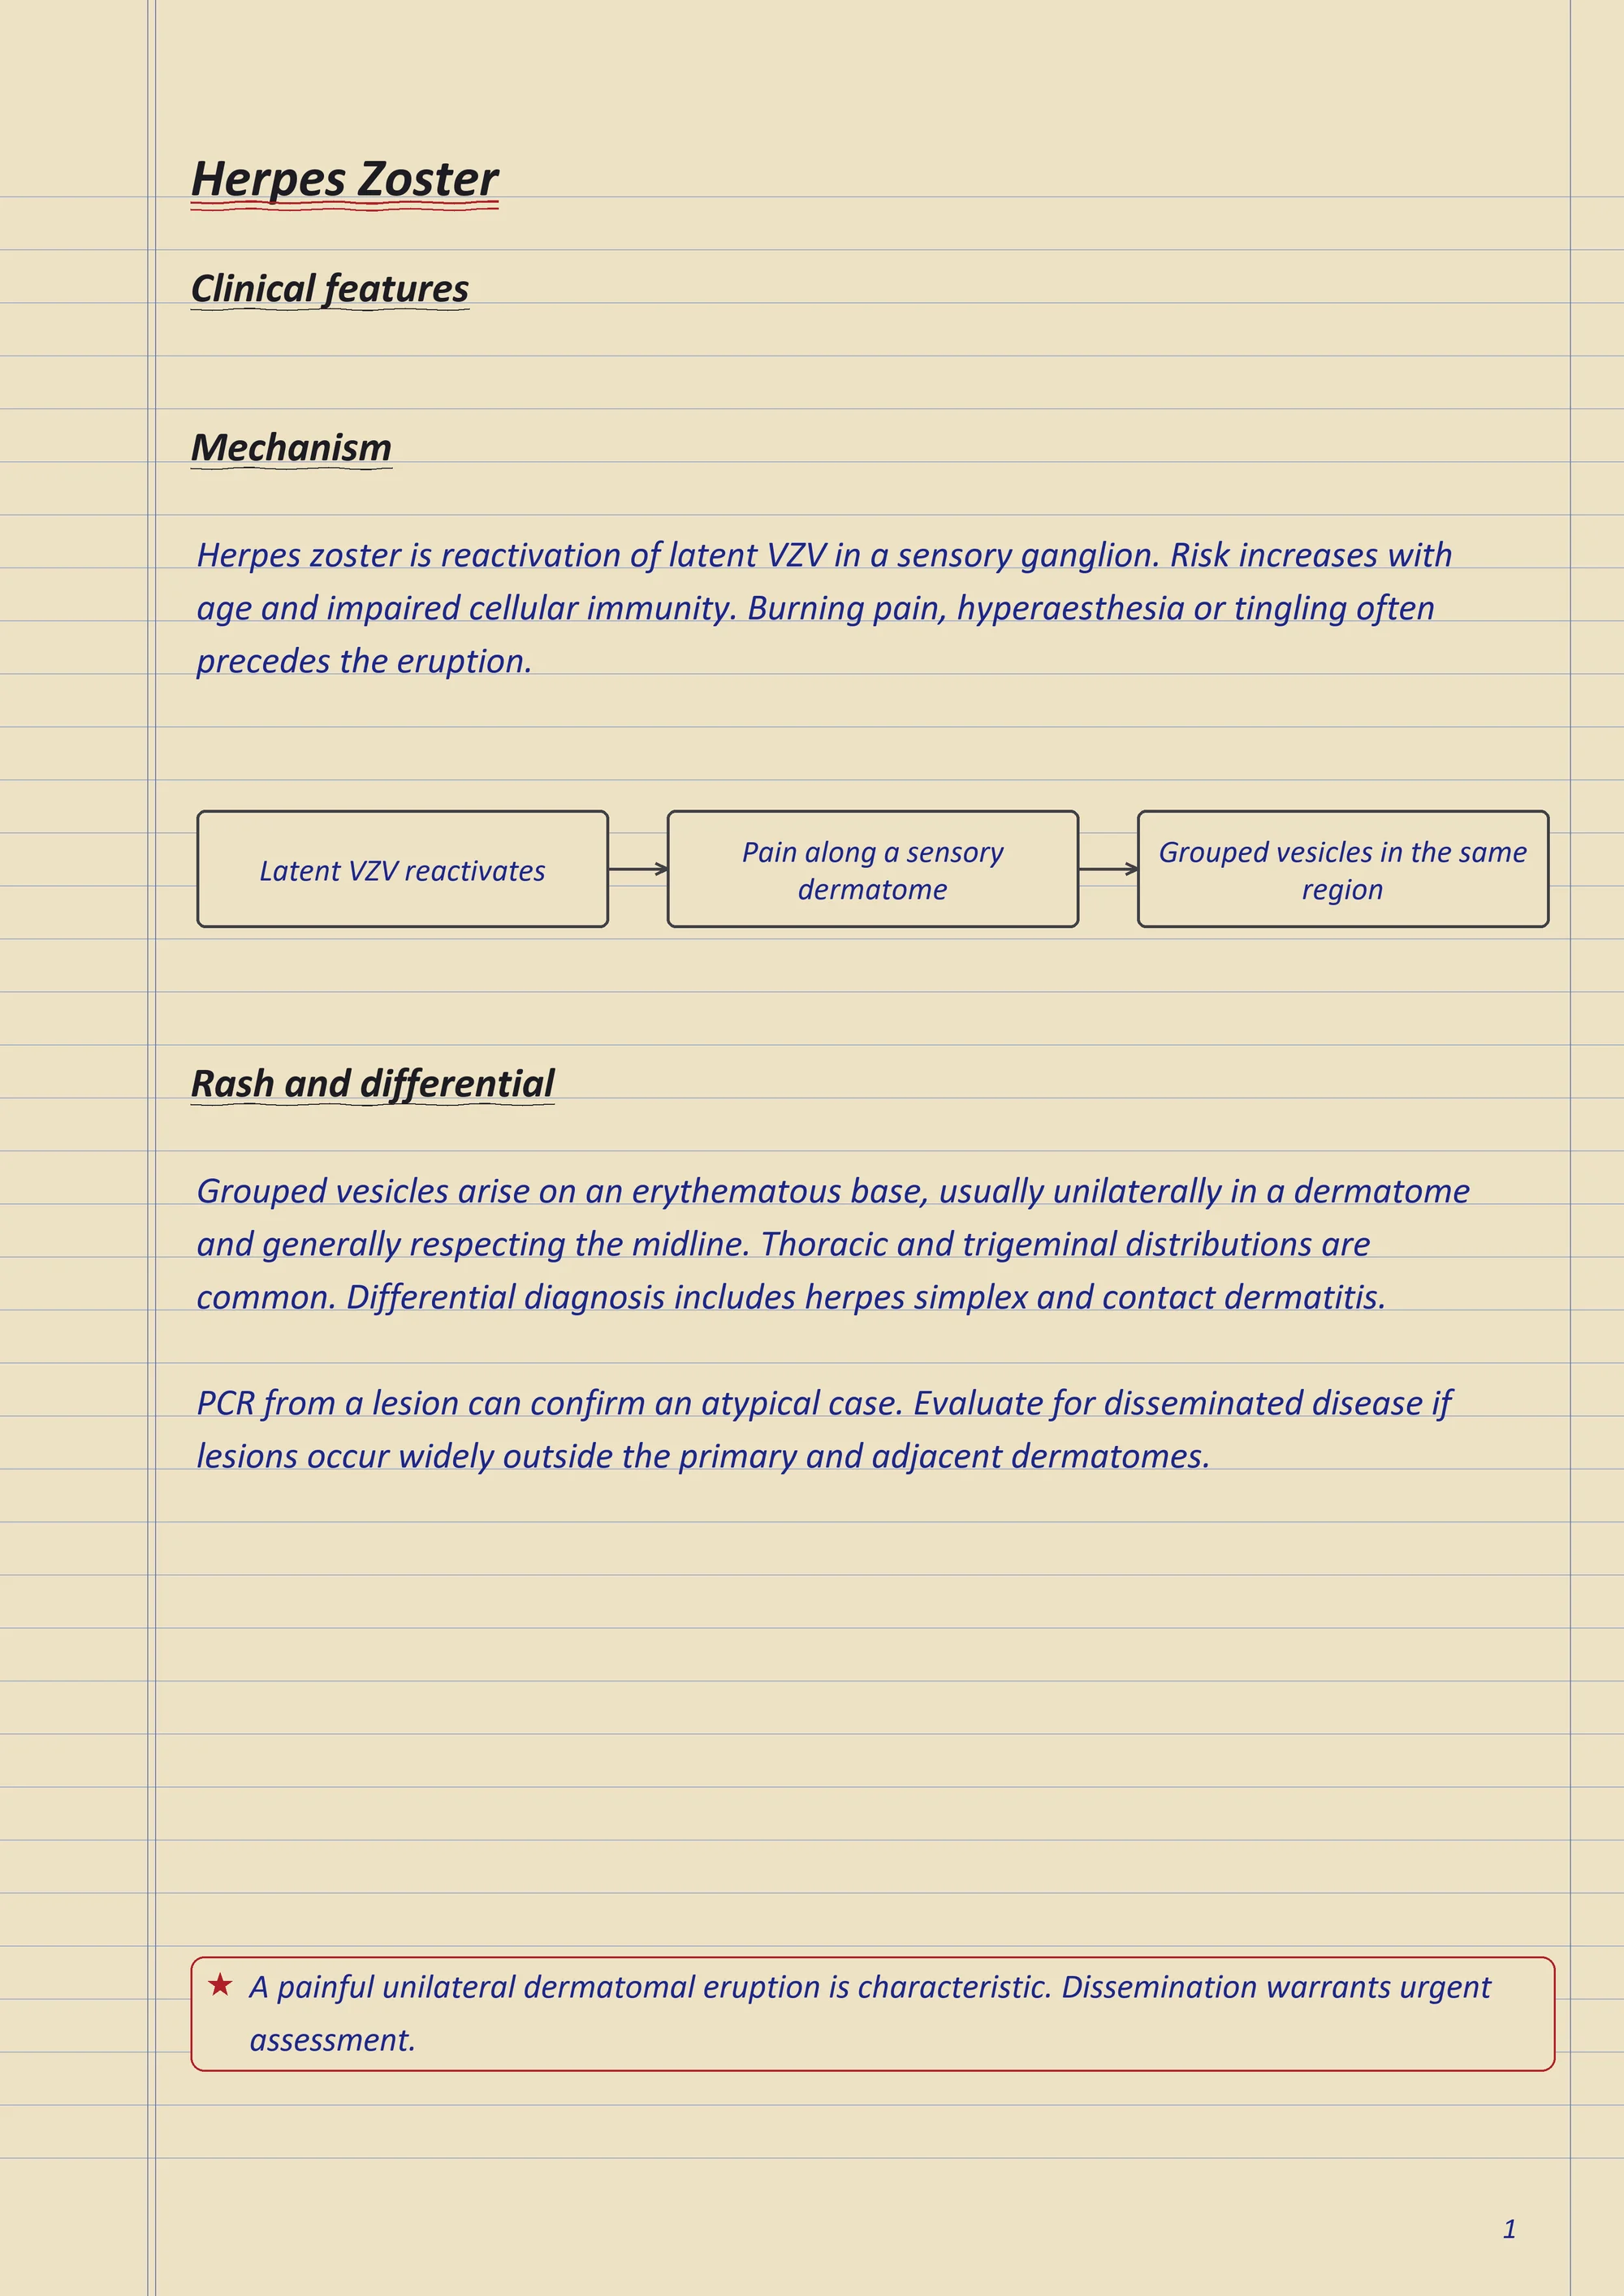 Herpes Zoster
Clinical features
Mechanism
Herpes zoster is reactivation of latent VZV in a sensory ganglion. Risk increases with
age and impaired cellular immunity. Burning pain, hyperaesthesia or tingling often
precedes the eruption.
Latent VZV reactivates
Pain along a sensory
dermatome
Grouped vesicles in the same
region
Rash and differential
Grouped vesicles arise on an erythematous base, usually unilaterally in a dermatome
and generally respecting the midline. Thoracic and trigeminal distributions are
common. Differential diagnosis includes herpes simplex and contact dermatitis.
PCR from a lesion can confirm an atypical case. Evaluate for disseminated disease if
lesions occur widely outside the primary and adjacent dermatomes.
★ A painful unilateral dermatomal eruption is characteristic. Dissemination warrants urgent
assessment.
1